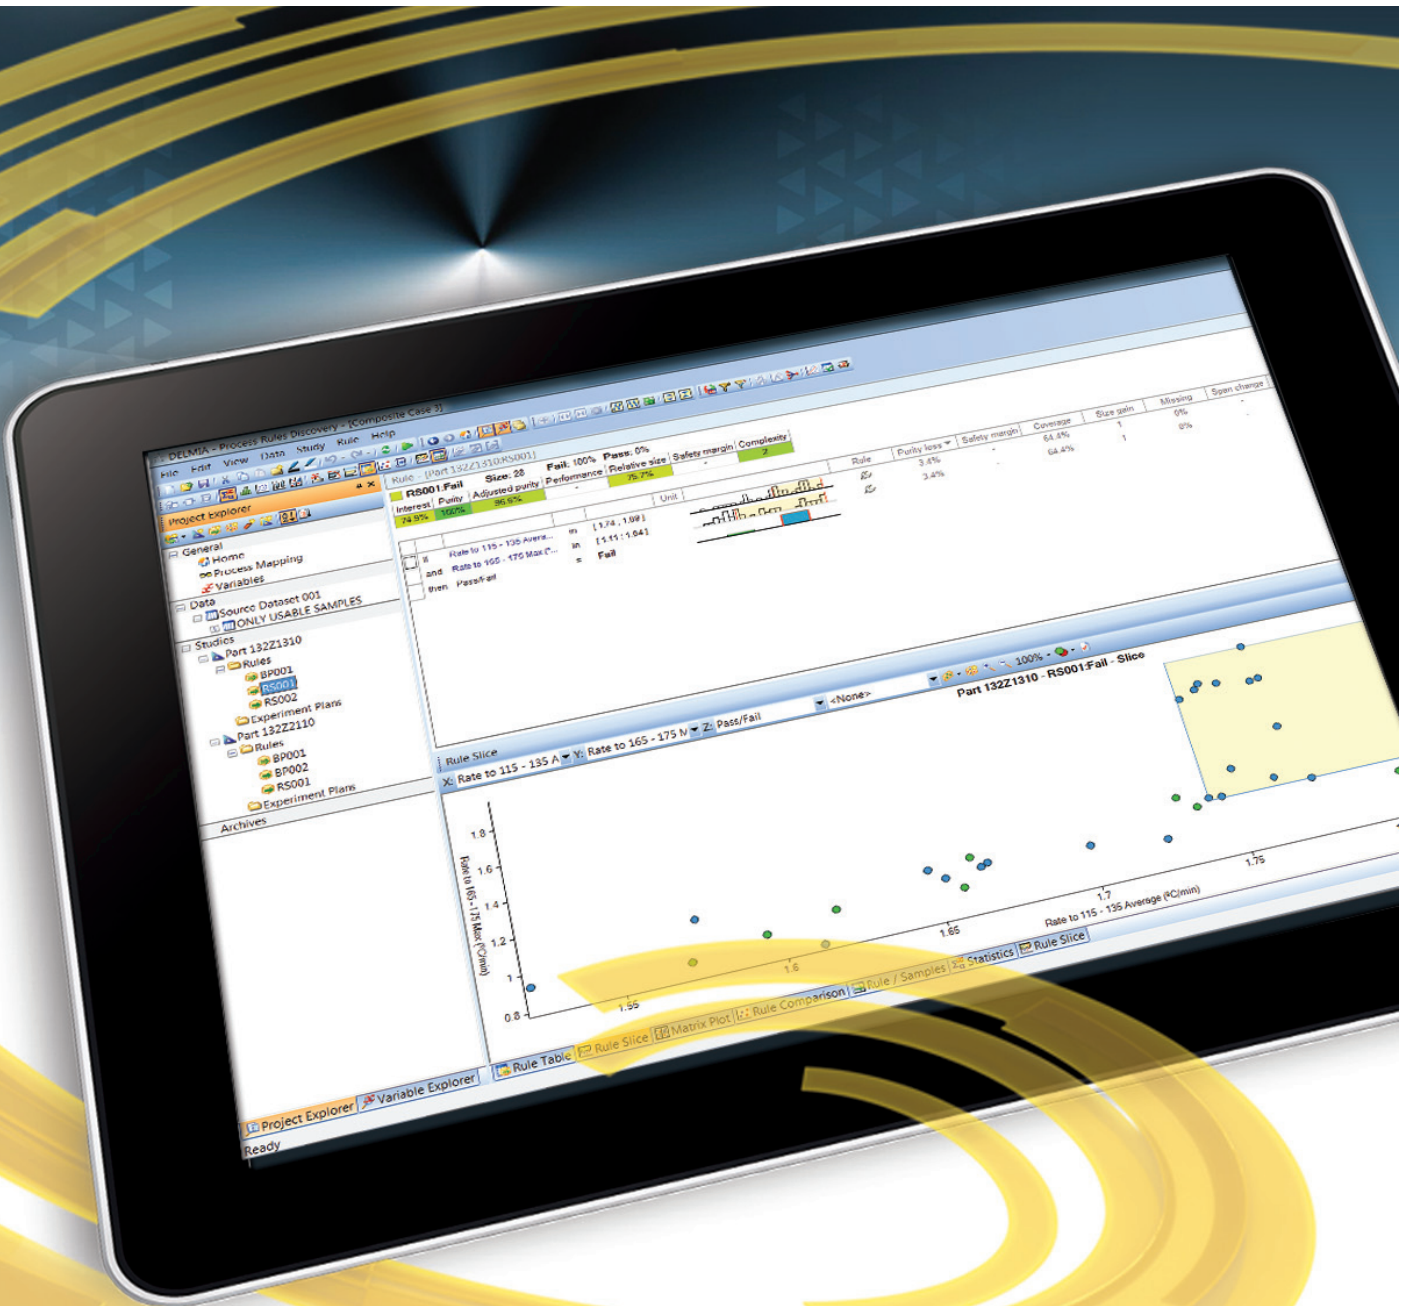 DELMIA - Process Rules Discovery - [Composite Case 3]
File Edit View Data Study Rule Help
Project Explorer
General
Home
Process Mapping
Variables
Data
Source Dataset 001
ONLY USABLE SAMPLES
Studies
Part 132Z1310
Rules
BP001
RS001
RS002
Experiment Plans
Part 132Z2110
Rules
BP001
BP002
RS001
Experiment Plans
Archives
Project Explorer Variable Explorer
Ready
Rule - [Part 132Z1310:RS001]
RS001:Fail Size: 28 Fail: 100% Pass: 0%
Interest Purity Adjusted purity Performance Relative size Safety margin Complexity
74.9% 100% 96.6% - 75.7% - 2
Unit Rule Purity loss Safety margin Coverage Size gain Missing Span change
if Rate to 115 - 135 Avera... in 3.4% - 64.4% 1 0% -
and Rate to 165 - 175 Max (°... in 3.4% - 64.4% 1 0% -
then Pass/Fail = Fail
Rule Slice
X: Rate to 115 - 135 A Y: Rate to 165 - 175 M Z: Pass/Fail <None> 100%
Part 132Z1310 - RS001:Fail - Slice
Rate to 165 - 175 Max (°C/min)
1.8
1.6
1.4
1.2
1
0.8
1.55 1.6 1.65 1.7 1.75
Rate to 115 - 135 Average (°C/min)
Rule Table Rule Slice Matrix Plot Rule Comparison Rule / Samples Statistics Rule Slice